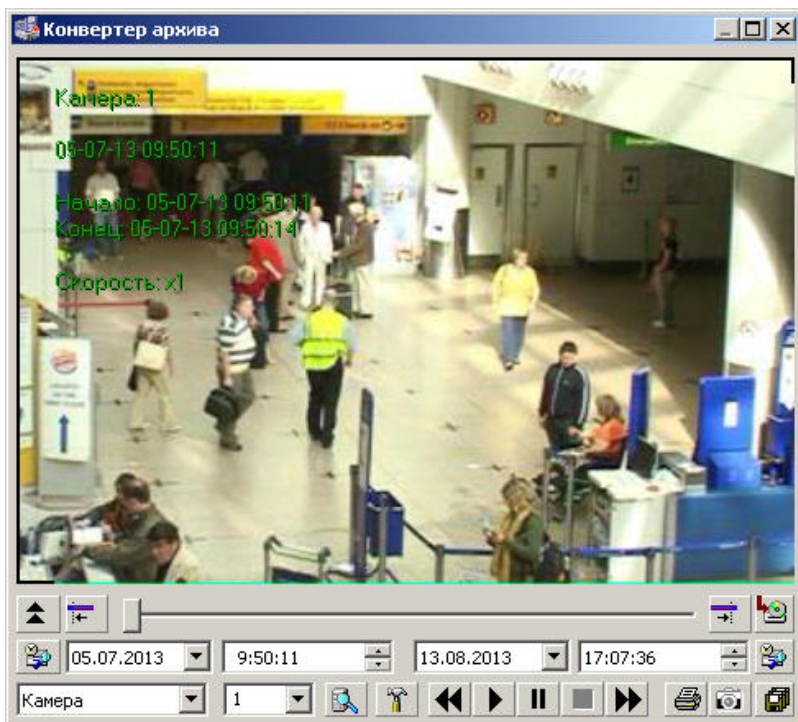 Конвертер архива
Камера: 1
05-07-13 09:50:11
Начало: 05-07-13 09:50:11
Конец: 05-07-13 09:50:14
Скорость: x1
05.07.2013 9:50:11 13.08.2013 17:07:36
Камера 1